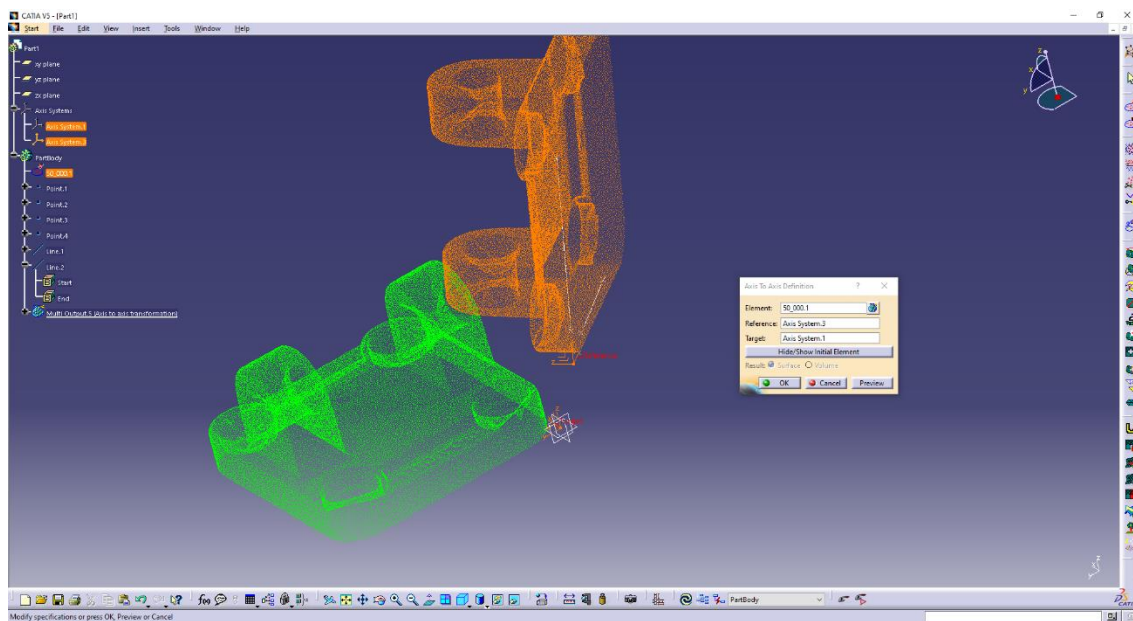 CATIA V5 - [Part1]
Start File Edit View Insert Tools Window Help
Part1
xy plane
yz plane
zx plane
Axis Systems
Axis System.1
Axis System.3
PartBody
50_000.1
Point.1
Point.2
Point.3
Point.4
Line.1
Line.2
Start
End
Multi Output.5 (Axis to axis transformation)
z
x
y
Axis To Axis Definition ? ×
Element: 50_000.1
Reference: Axis System.3
Target: Axis System.1
Hide/Show Initial Element
Result: Surface Volume
OK Cancel Preview
f(x)
PartBody
CATIA
Modify specifications or press OK, Preview or Cancel